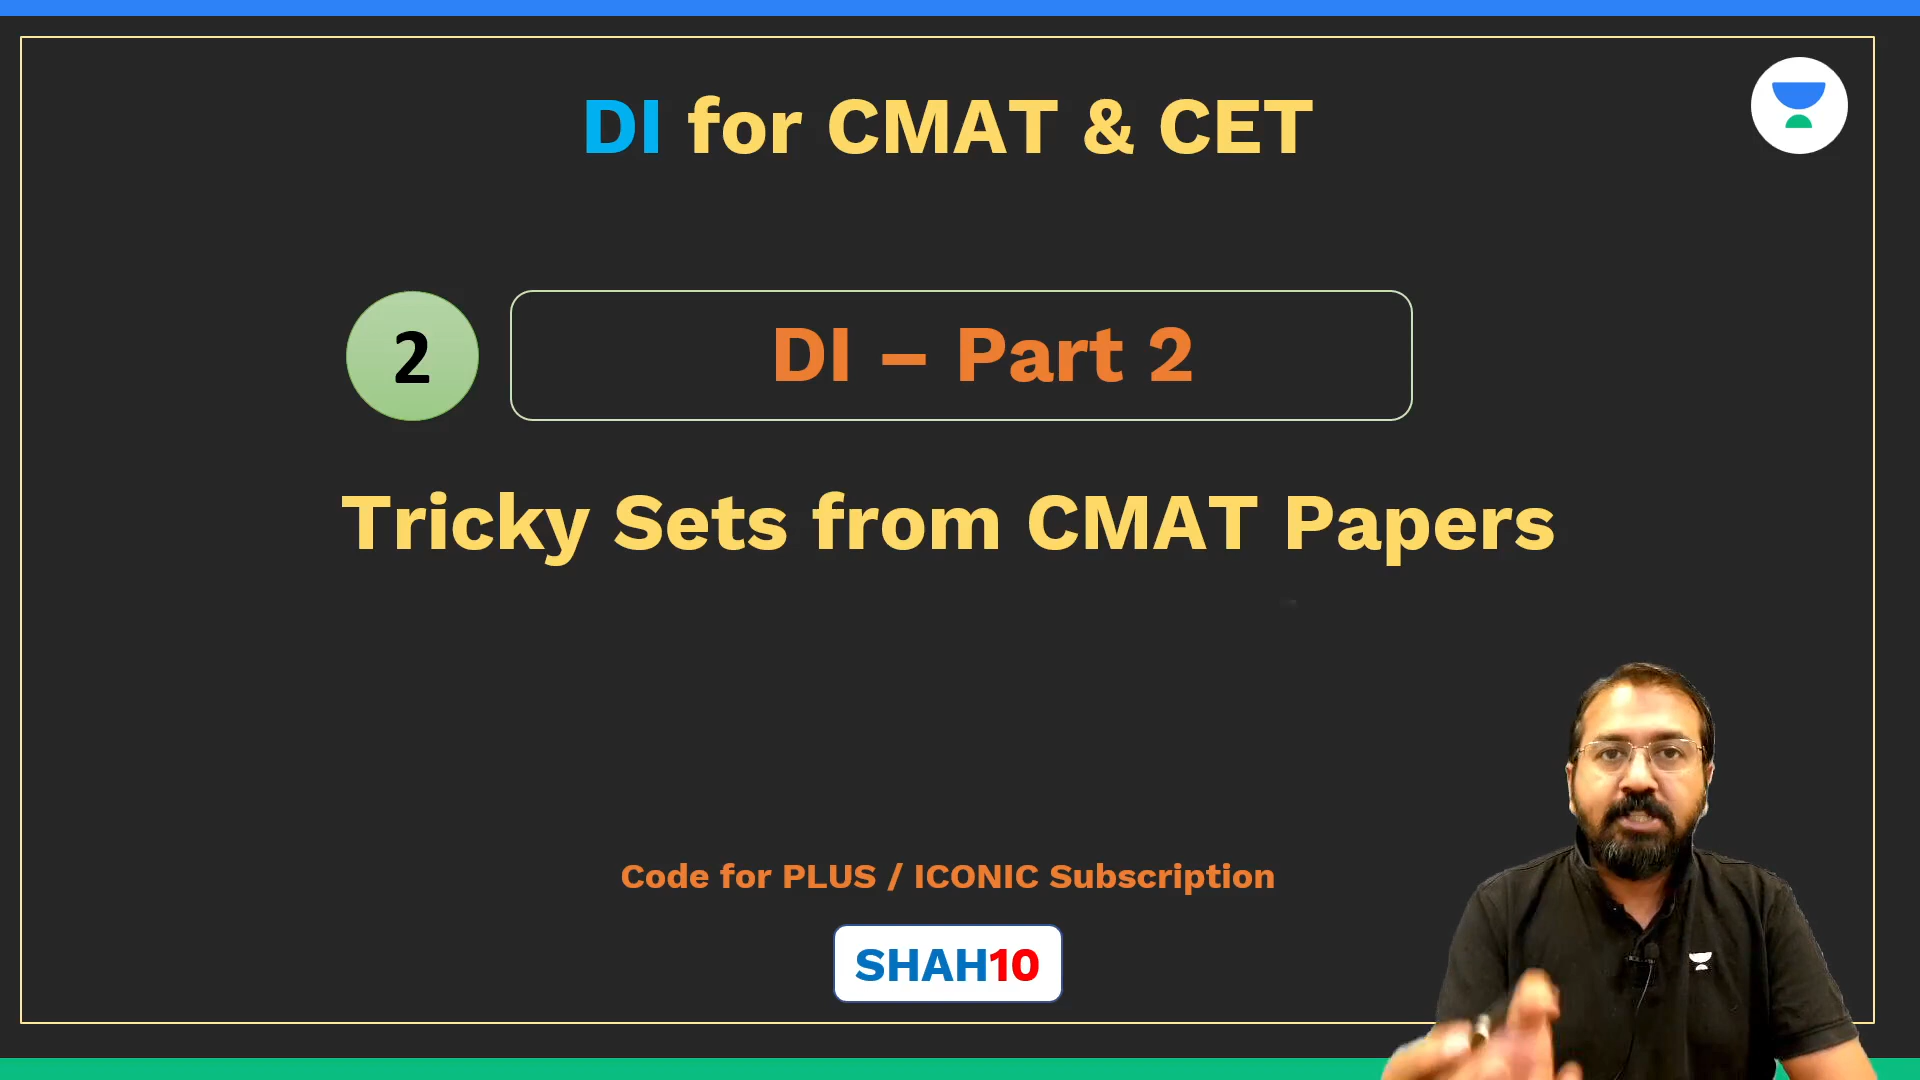 DI for CMAT & CET
2
DI – Part 2
Tricky Sets from CMAT Papers
Code for PLUS / ICONIC Subscription
SHAH10